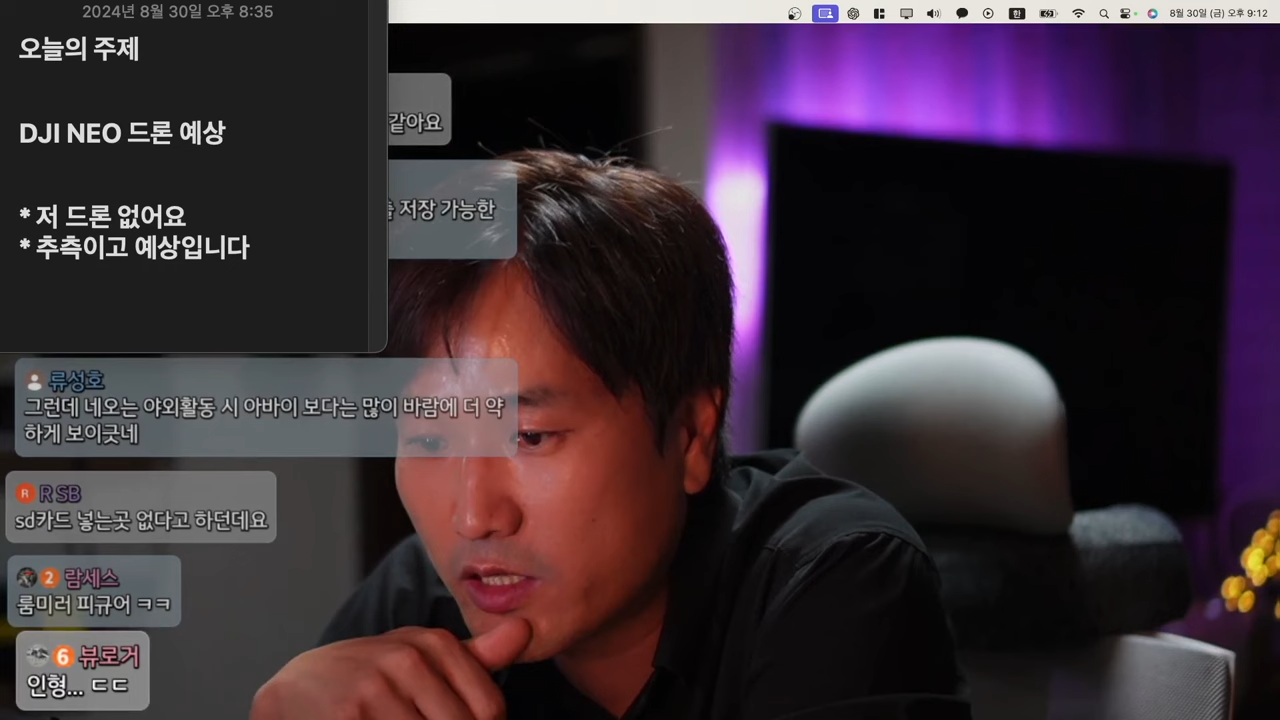 2024년 8월 30일 오후 8:35
오늘의 주제
DJI NEO 드론 예상
* 저 드론 없어요
* 추측이고 예상입니다
한
8월 30일 (금) 오후 9:12
같아요
저장 가능한
류성호
그런데 네오는 야외활동 시 아바이 보다는 많이 바람에 더 약
하게 보이긋네
R R SB
sd카드 넣는곳 없다고 하던데요
2 람세스
룸미러 피규어 ㅋㅋ
6 뷰로거
인형... ㄷㄷ